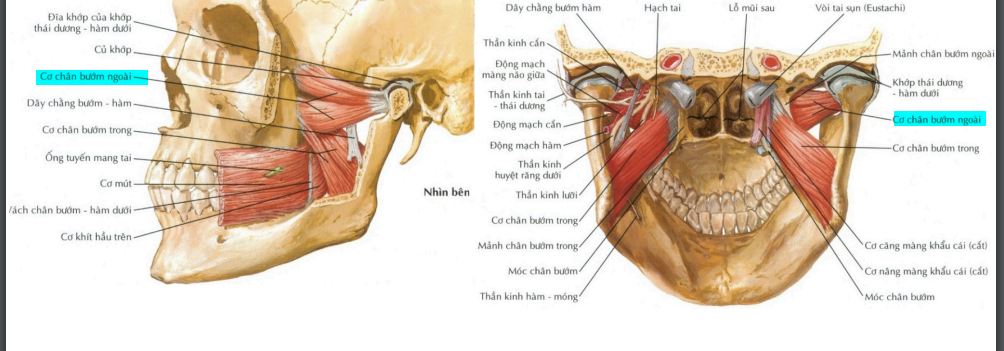 Đĩa khớp của khớp
thái dương - hàm dưới
Củ khớp
Cơ chân bướm ngoài
Dây chằng bướm - hàm
Cơ chân bướm trong
Ống tuyến mang tai
Cơ mút
Vách chân bướm - hàm dưới
Cơ khít hầu trên
Nhìn bên
Dây chằng bướm hàm
Hạch tai
Lỗ mũi sau
Vòi tai sụn (Eustachi)
Thần kinh cắn
Động mạch
màng não giữa
Thần kinh tai
- thái dương
Động mạch cắn
Động mạch hàm
Thần kinh
huyệt răng dưới
Thần kinh lưỡi
Cơ chân bướm trong
Mảnh chân bướm trong
Móc chân bướm
Thần kinh hàm - móng
Mảnh chân bướm ngoài
Khớp thái dương
- hàm dưới
Cơ chân bướm ngoài
Cơ chân bướm trong
Cơ căng màng khẩu cái (cắt)
Cơ nâng màng khẩu cái (cắt)
Móc chân bướm